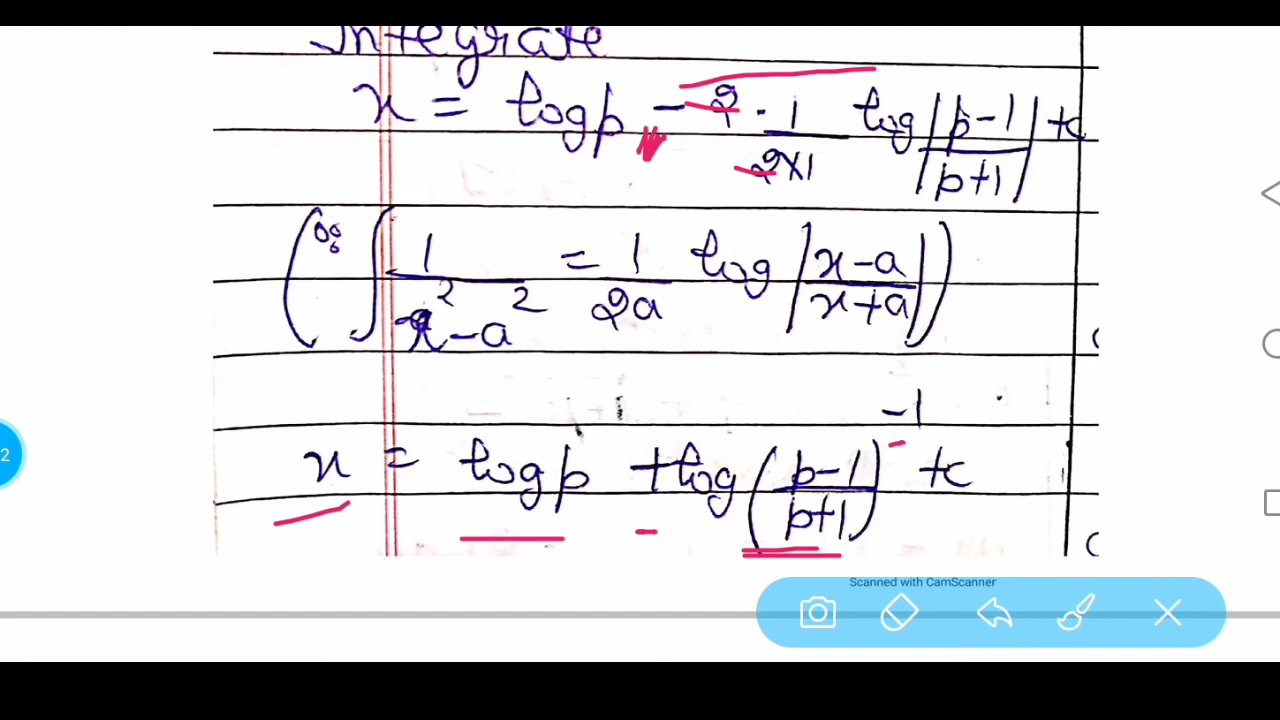 Integrate
x = log p - 2 · 1/2×1 log |p-1/p+1| + c
(∵ ∫ 1/x²-a² = 1/2a log |x-a/x+a|)
x = log p + log (p-1/p+1)⁻¹ + c
Scanned with CamScanner
2